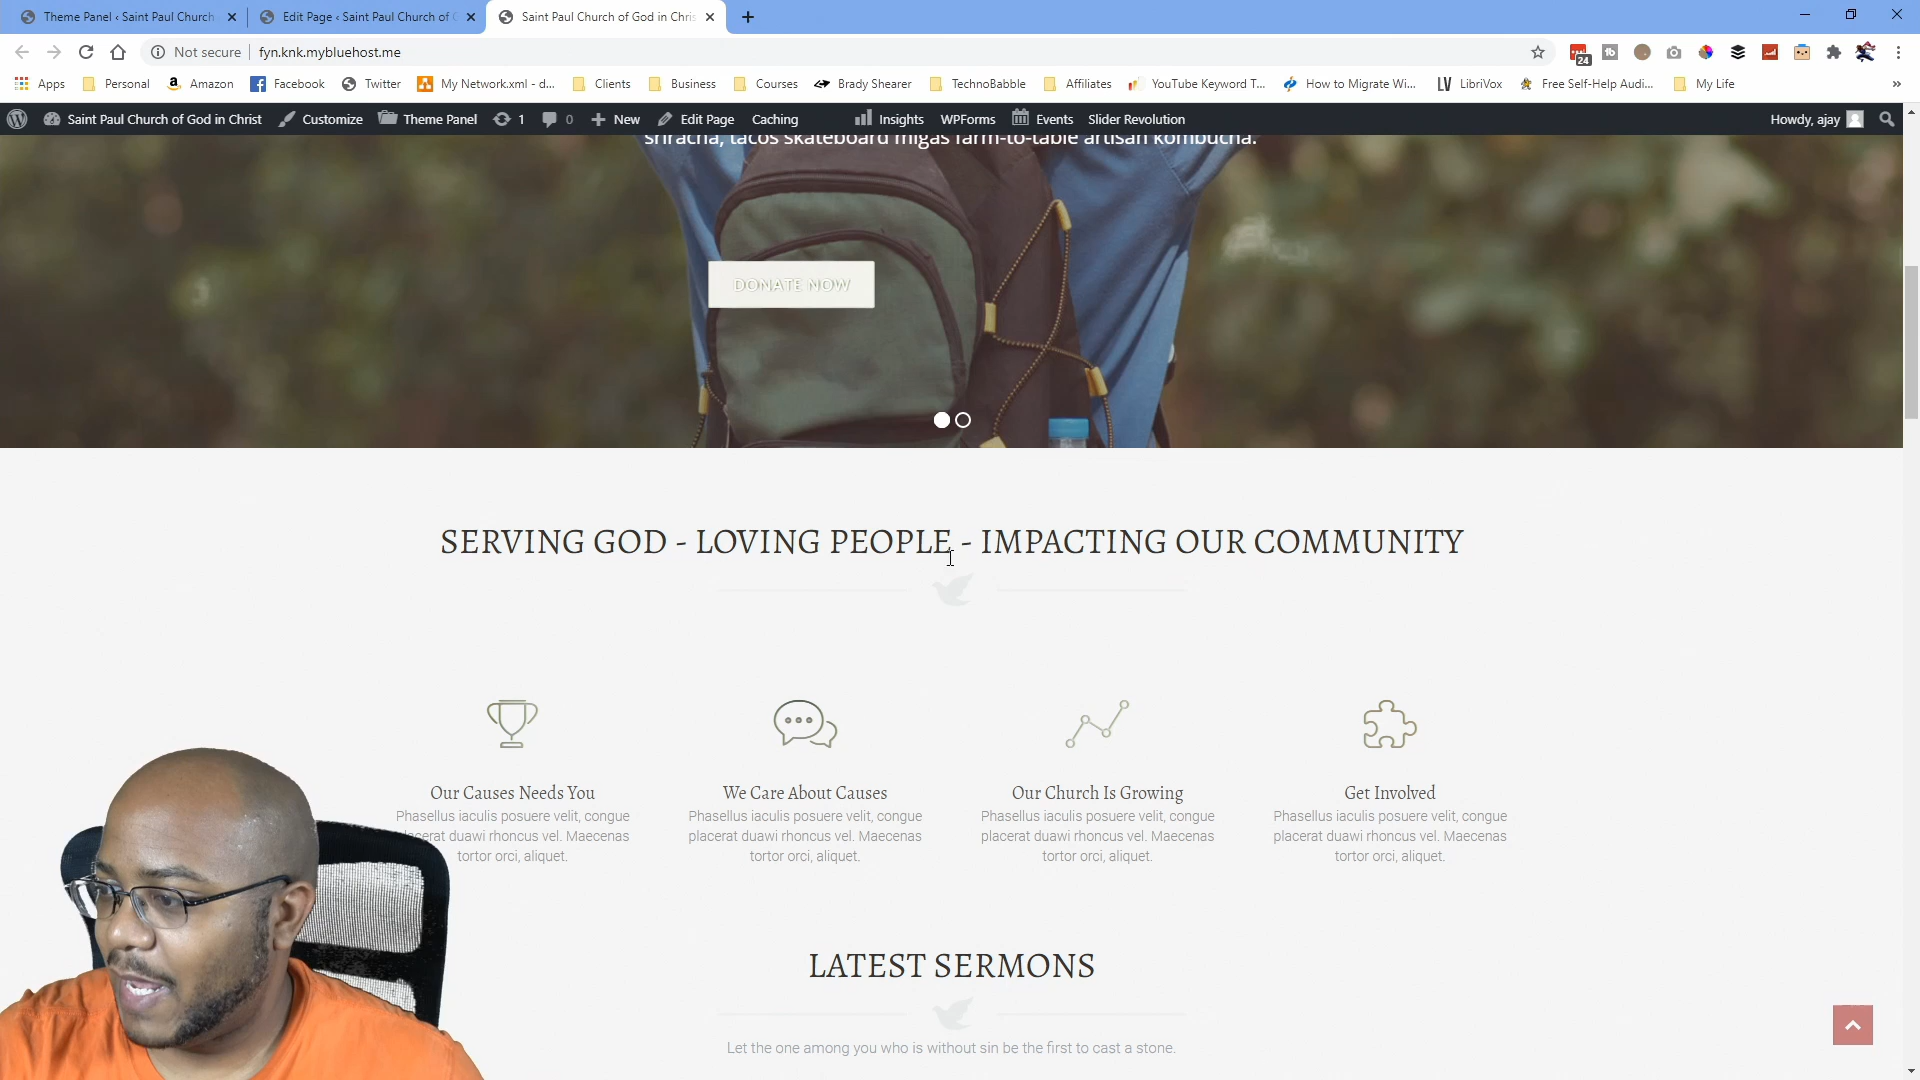 Theme Panel ‹ Saint Paul Church
Edit Page ‹ Saint Paul Church of G
Saint Paul Church of God in Chris
Not secure
fyn.knk.mybluehost.me
24
Apps
Personal
Amazon
Facebook
Twitter
My Network.xml - d...
Clients
Business
Courses
Brady Shearer
TechnoBabble
Affiliates
YouTube Keyword T...
How to Migrate Wi...
LibriVox
Free Self-Help Audi...
My Life
»
Saint Paul Church of God in Christ
Customize
Theme Panel
1
0
New
Edit Page
Caching
Insights
WPForms
Events
Slider Revolution
Howdy, ajay
sriracha, tacos skateboard migas farm-to-table artisan kombucha.
DONATE NOW
SERVING GOD - LOVING PEOPLE - IMPACTING OUR COMMUNITY
Our Causes Needs You
Phasellus iaculis posuere velit, congue
placerat duawi rhoncus vel. Maecenas
tortor orci, aliquet.
We Care About Causes
Phasellus iaculis posuere velit, congue
placerat duawi rhoncus vel. Maecenas
tortor orci, aliquet.
Our Church Is Growing
Phasellus iaculis posuere velit, congue
placerat duawi rhoncus vel. Maecenas
tortor orci, aliquet.
Get Involved
Phasellus iaculis posuere velit, congue
placerat duawi rhoncus vel. Maecenas
tortor orci, aliquet.
LATEST SERMONS
Let the one among you who is without sin be the first to cast a stone.